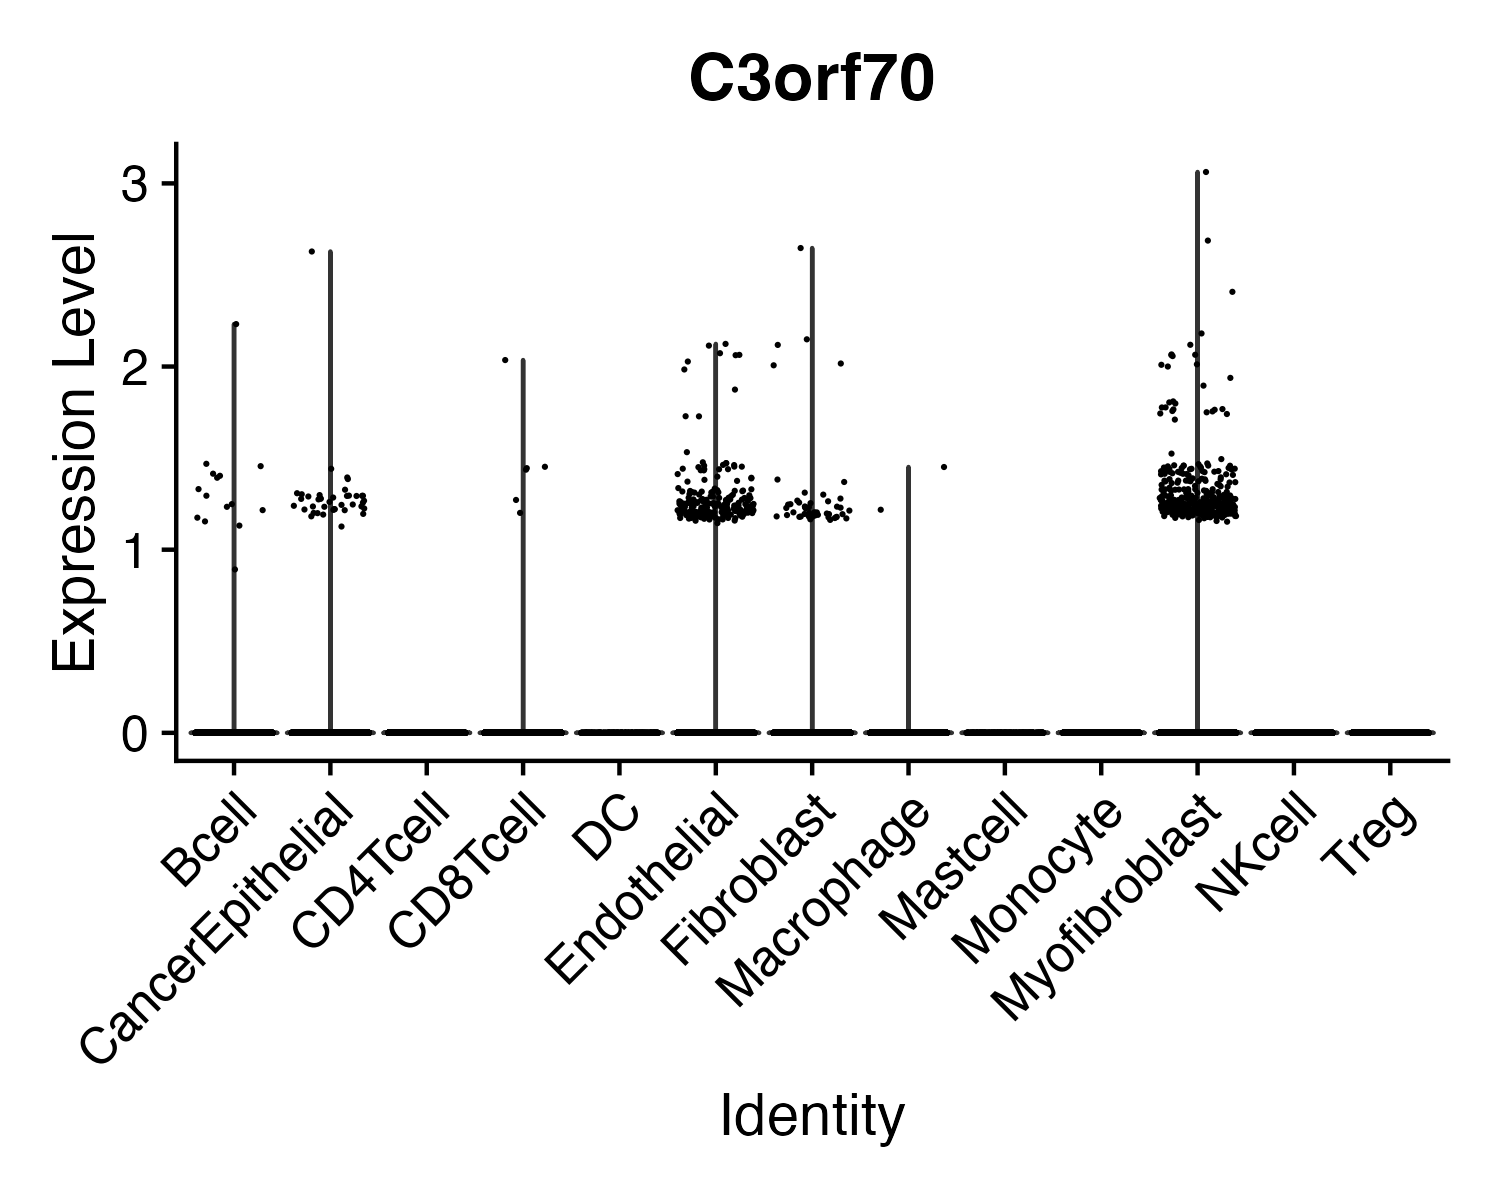 C3orf70
Expression Level
3
2
1
0
Bcell
CancerEpithelial
CD4Tcell
CD8Tcell
DC
Endothelial
Fibroblast
Macrophage
Mastcell
Monocyte
Myofibroblast
NKcell
Treg
Identity